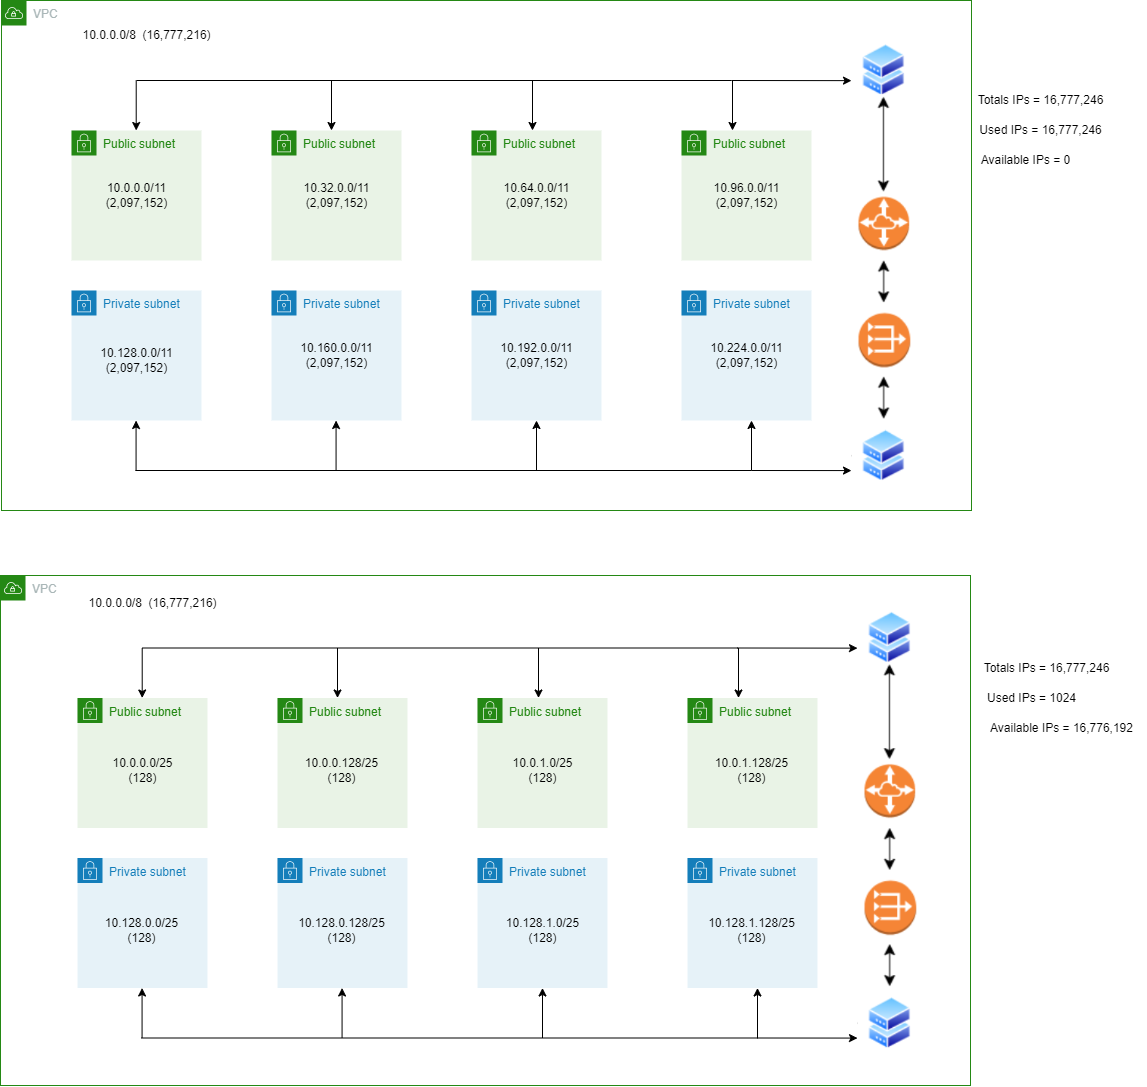 VPC
10.0.0.0/8 (16,777,216)
Totals IPs = 16,777,246
Used IPs = 16,777,246
Available IPs = 0
Public subnet
10.0.0.0/11
(2,097,152)
Public subnet
10.32.0.0/11
(2,097,152)
Public subnet
10.64.0.0/11
(2,097,152)
Public subnet
10.96.0.0/11
(2,097,152)
Private subnet
10.128.0.0/11
(2,097,152)
Private subnet
10.160.0.0/11
(2,097,152)
Private subnet
10.192.0.0/11
(2,097,152)
Private subnet
10.224.0.0/11
(2,097,152)
VPC
10.0.0.0/8 (16,777,216)
Totals IPs = 16,777,246
Used IPs = 1024
Available IPs = 16,776,192
Public subnet
10.0.0.0/25
(128)
Public subnet
10.0.0.128/25
(128)
Public subnet
10.0.1.0/25
(128)
Public subnet
10.0.1.128/25
(128)
Private subnet
10.128.0.0/25
(128)
Private subnet
10.128.0.128/25
(128)
Private subnet
10.128.1.0/25
(128)
Private subnet
10.128.1.128/25
(128)